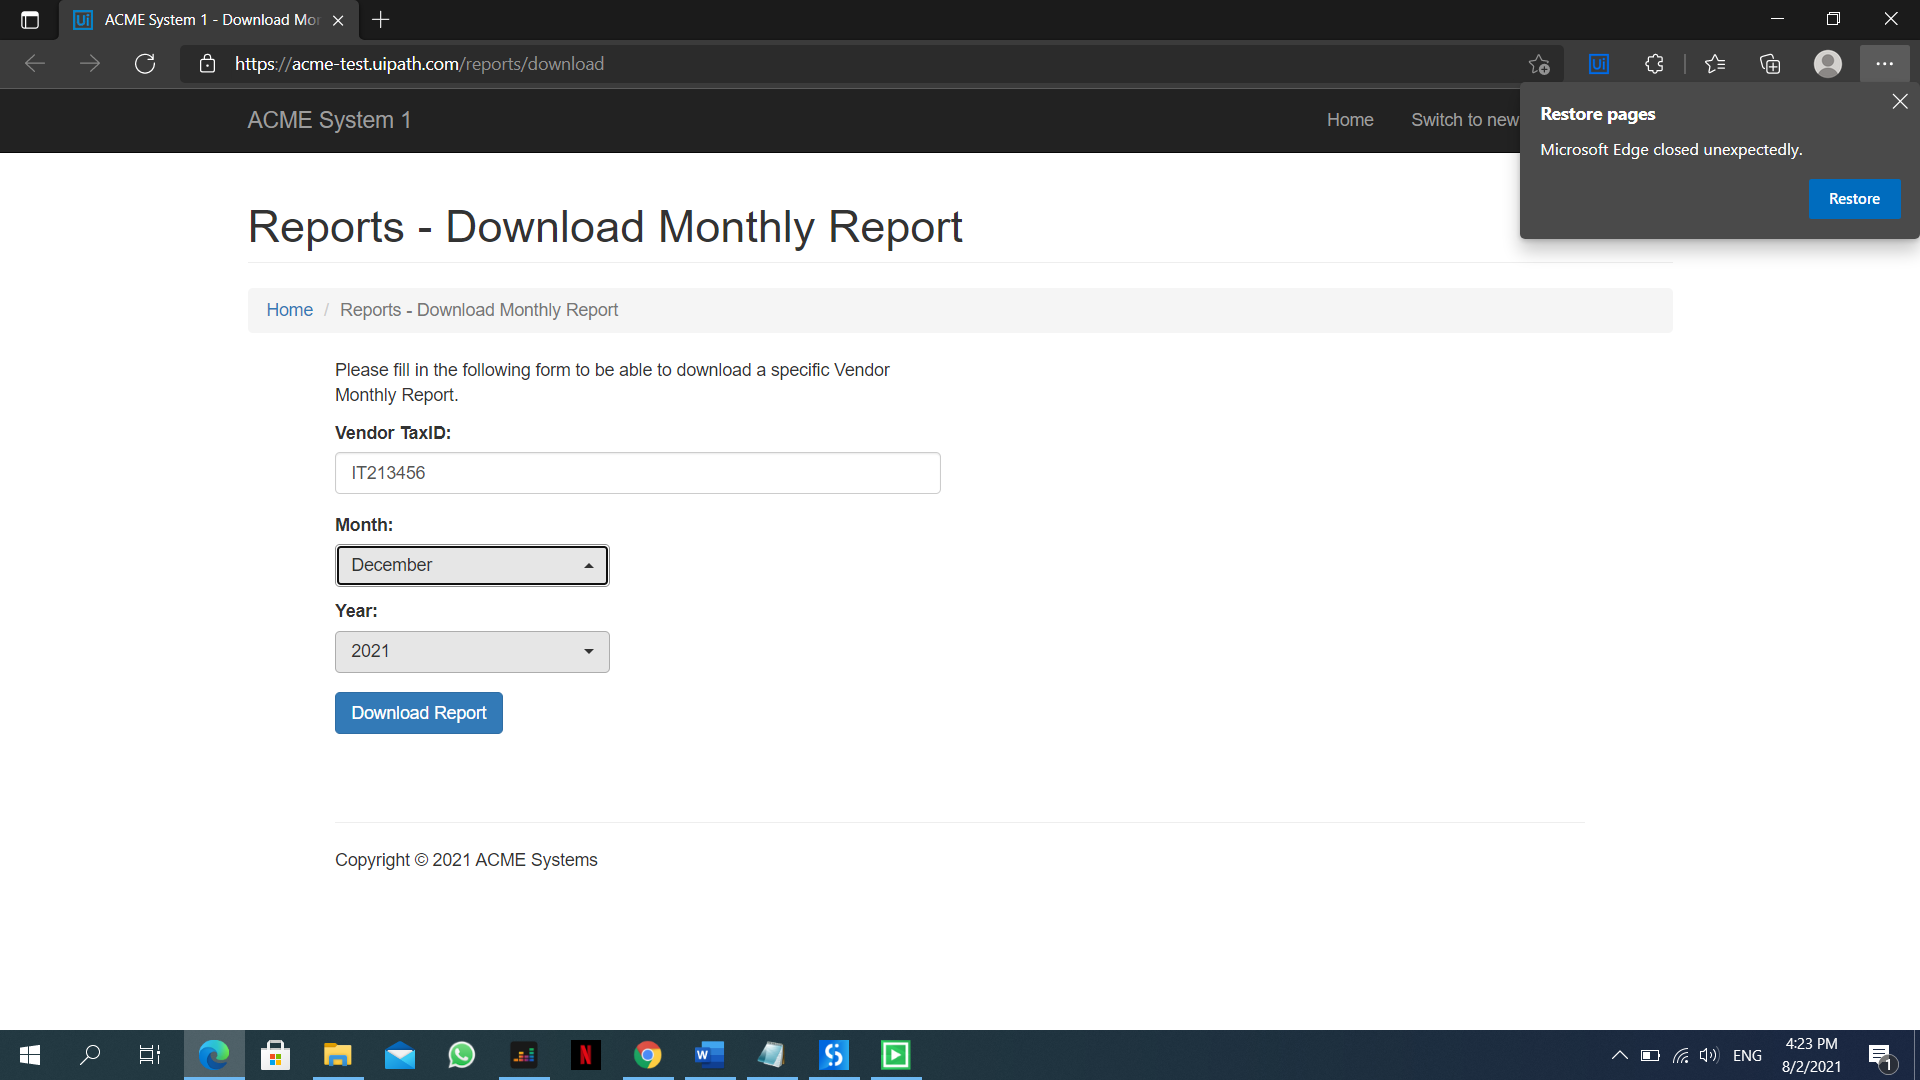 ACME System 1 - Download Mo
https://acme-test.uipath.com/reports/download
Restore pages
Microsoft Edge closed unexpectedly.
Restore
ACME System 1
Home
Switch to new
Reports - Download Monthly Report
Home / Reports - Download Monthly Report
Please fill in the following form to be able to download a specific Vendor
Monthly Report.
Vendor TaxID:
IT213456
Month:
December
Year:
2021
Download Report
Copyright © 2021 ACME Systems
ENG
4:23 PM
8/2/2021
1